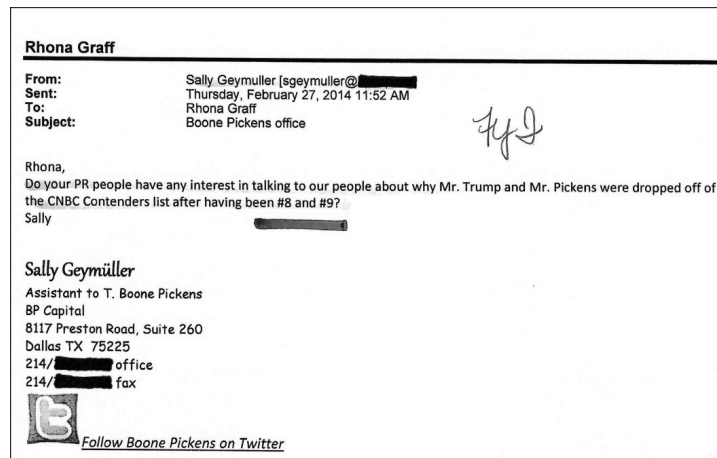 Rhona Graff
From: Sally Geymuller [sgeymuller@
Sent: Thursday, February 27, 2014 11:52 AM
To: Rhona Graff
Subject: Boone Pickens office
FYI
Rhona,
Do your PR people have any interest in talking to our people about why Mr. Trump and Mr. Pickens were dropped off of
the CNBC Contenders list after having been #8 and #9?
Sally
Sally Geymüller
Assistant to T. Boone Pickens
BP Capital
8117 Preston Road, Suite 260
Dallas TX 75225
214/ office
214/ fax
t
Follow Boone Pickens on Twitter